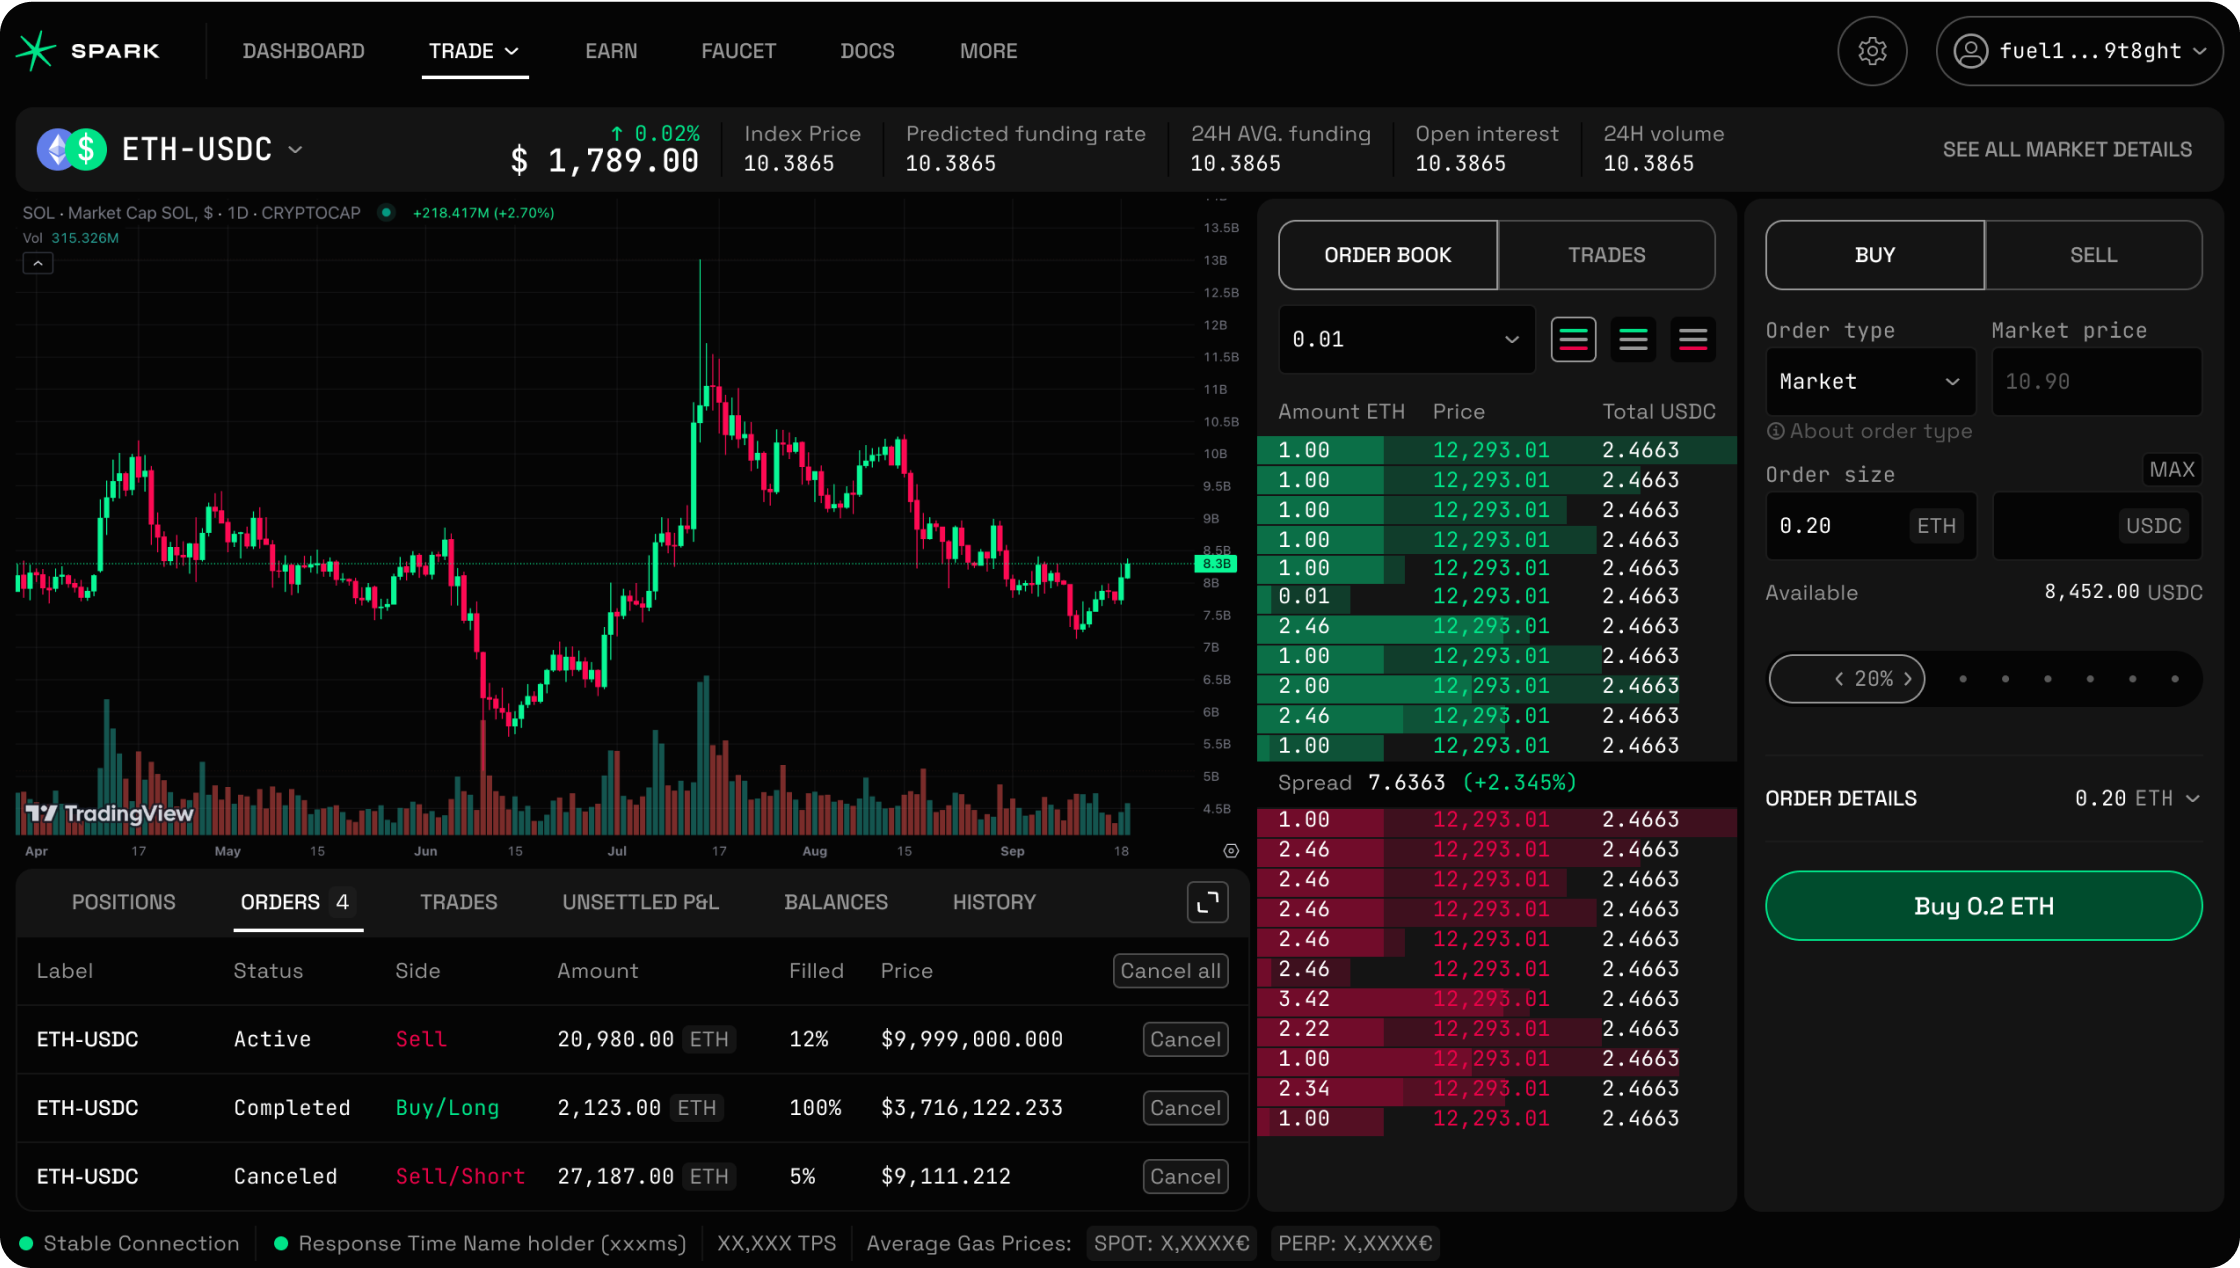 SPARK
DASHBOARD
TRADE
EARN
FAUCET
DOCS
MORE
fuel1...9t8ght
ETH-USDC
↑ 0.02%
$ 1,789.00
Index Price
10.3865
Predicted funding rate
10.3865
24H AVG. funding
10.3865
Open interest
10.3865
24H volume
10.3865
SEE ALL MARKET DETAILS
SOL · Market Cap SOL, $ · 1D · CRYPTOCAP
+218.417M (+2.70%)
Vol 315.326M
13.5B
13B
12.5B
12B
11.5B
11B
10.5B
10B
9.5B
9B
8.5B
8.3B
8B
7.5B
7B
6.5B
6B
5.5B
5B
4.5B
TradingView
Apr 17 May 15 Jun 15 Jul 17 Aug 15 Sep 18
POSITIONS
ORDERS 4
TRADES
UNSETTLED P&L
BALANCES
HISTORY
Label Status Side Amount Filled Price Cancel all
ETH-USDC Active Sell 20,980.00 ETH 12% $9,999,000.000 Cancel
ETH-USDC Completed Buy/Long 2,123.00 ETH 100% $3,716,122.233 Cancel
ETH-USDC Canceled Sell/Short 27,187.00 ETH 5% $9,111.212 Cancel
ORDER BOOK
TRADES
0.01
Amount ETH Price Total USDC
1.00 12,293.01 2.4663
1.00 12,293.01 2.4663
1.00 12,293.01 2.4663
1.00 12,293.01 2.4663
1.00 12,293.01 2.4663
0.01 12,293.01 2.4663
2.46 12,293.01 2.4663
1.00 12,293.01 2.4663
2.00 12,293.01 2.4663
2.46 12,293.01 2.4663
1.00 12,293.01 2.4663
Spread 7.6363 (+2.345%)
1.00 12,293.01 2.4663
2.46 12,293.01 2.4663
2.46 12,293.01 2.4663
2.46 12,293.01 2.4663
2.46 12,293.01 2.4663
2.46 12,293.01 2.4663
3.42 12,293.01 2.4663
2.22 12,293.01 2.4663
1.00 12,293.01 2.4663
2.34 12,293.01 2.4663
1.00 12,293.01 2.4663
BUY
SELL
Order type Market price
Market 10.90
About order type
Order size MAX
0.20 ETH USDC
Available 8,452.00 USDC
< 20% >
ORDER DETAILS 0.20 ETH
Buy 0.2 ETH
Stable Connection
Response Time Name holder (xxxms)
XX,XXX TPS
Average Gas Prices:
SPOT: X,XXXX€
PERP: X,XXXX€